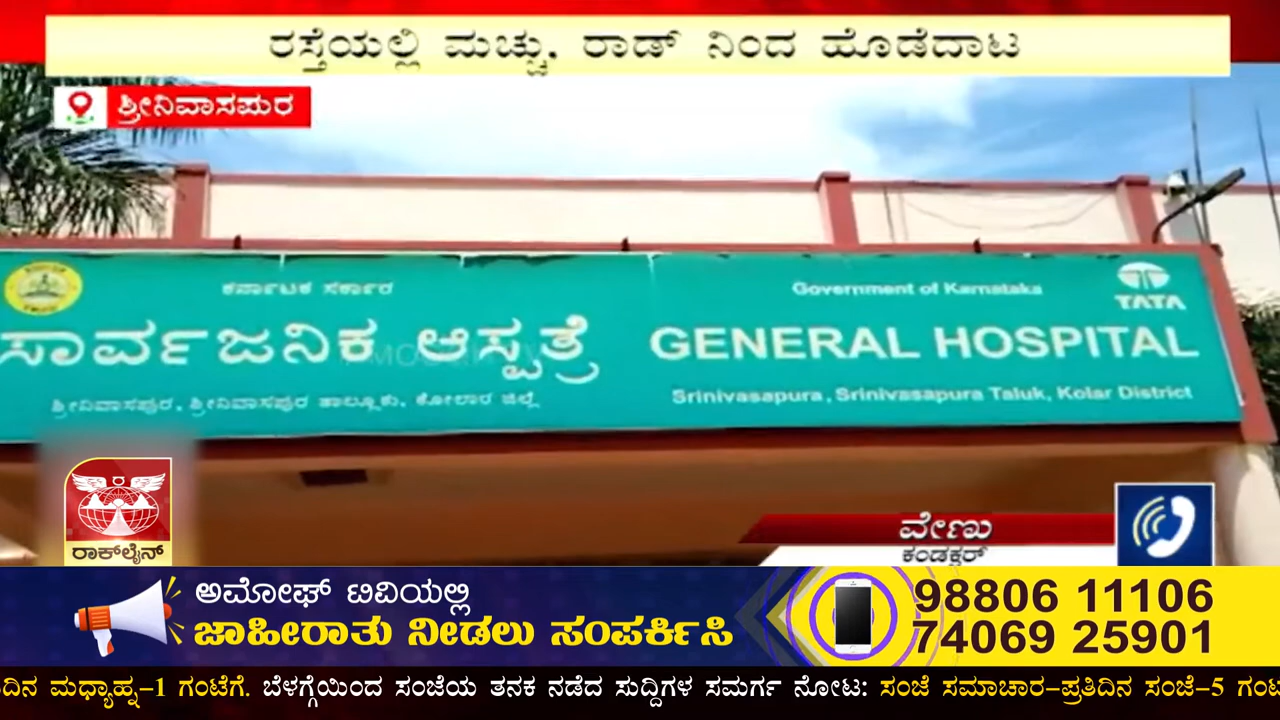 ರಸ್ತೆಯಲ್ಲಿ ಮಚ್ಚು. ರಾಡ್ ನಿಂದ ಹೊಡೆದಾಟ
ಶ್ರೀನಿವಾಸಪುರ
ಕರ್ನಾಟಕ ಸರ್ಕಾರ
ಸಾರ್ವಜನಿಕ ಆಸ್ಪತ್ರೆ
ಶ್ರೀನಿವಾಸಪುರ, ಶ್ರೀನಿವಾಸಪುರ ತಾಲ್ಲೂಕು, ಕೋಲಾರ ಜಿಲ್ಲೆ
Government of Karnataka
TATA
GENERAL HOSPITAL
Srinivasapura, Srinivasapura Taluk, Kolar District
ರಾಕ್‌ಲೈನ್
ವೇಣು
ಕಂಡಕ್ಟರ್
ಅಮೋಘ್ ಟಿವಿಯಲ್ಲಿ
ಜಾಹೀರಾತು ನೀಡಲು ಸಂಪರ್ಕಿಸಿ
98806 11106
74069 25901
ದಿನ ಮಧ್ಯಾಹ್ನ-1 ಗಂಟೆಗೆ. ಬೆಳಗ್ಗೆಯಿಂದ ಸಂಜೆಯ ತನಕ ನಡೆದ ಸುದ್ದಿಗಳ ಸಮಗ್ರ ನೋಟ: ಸಂಜೆ ಸಮಾಚಾರ-ಪ್ರತಿದಿನ ಸಂಜೆ-5 ಗಂಟ